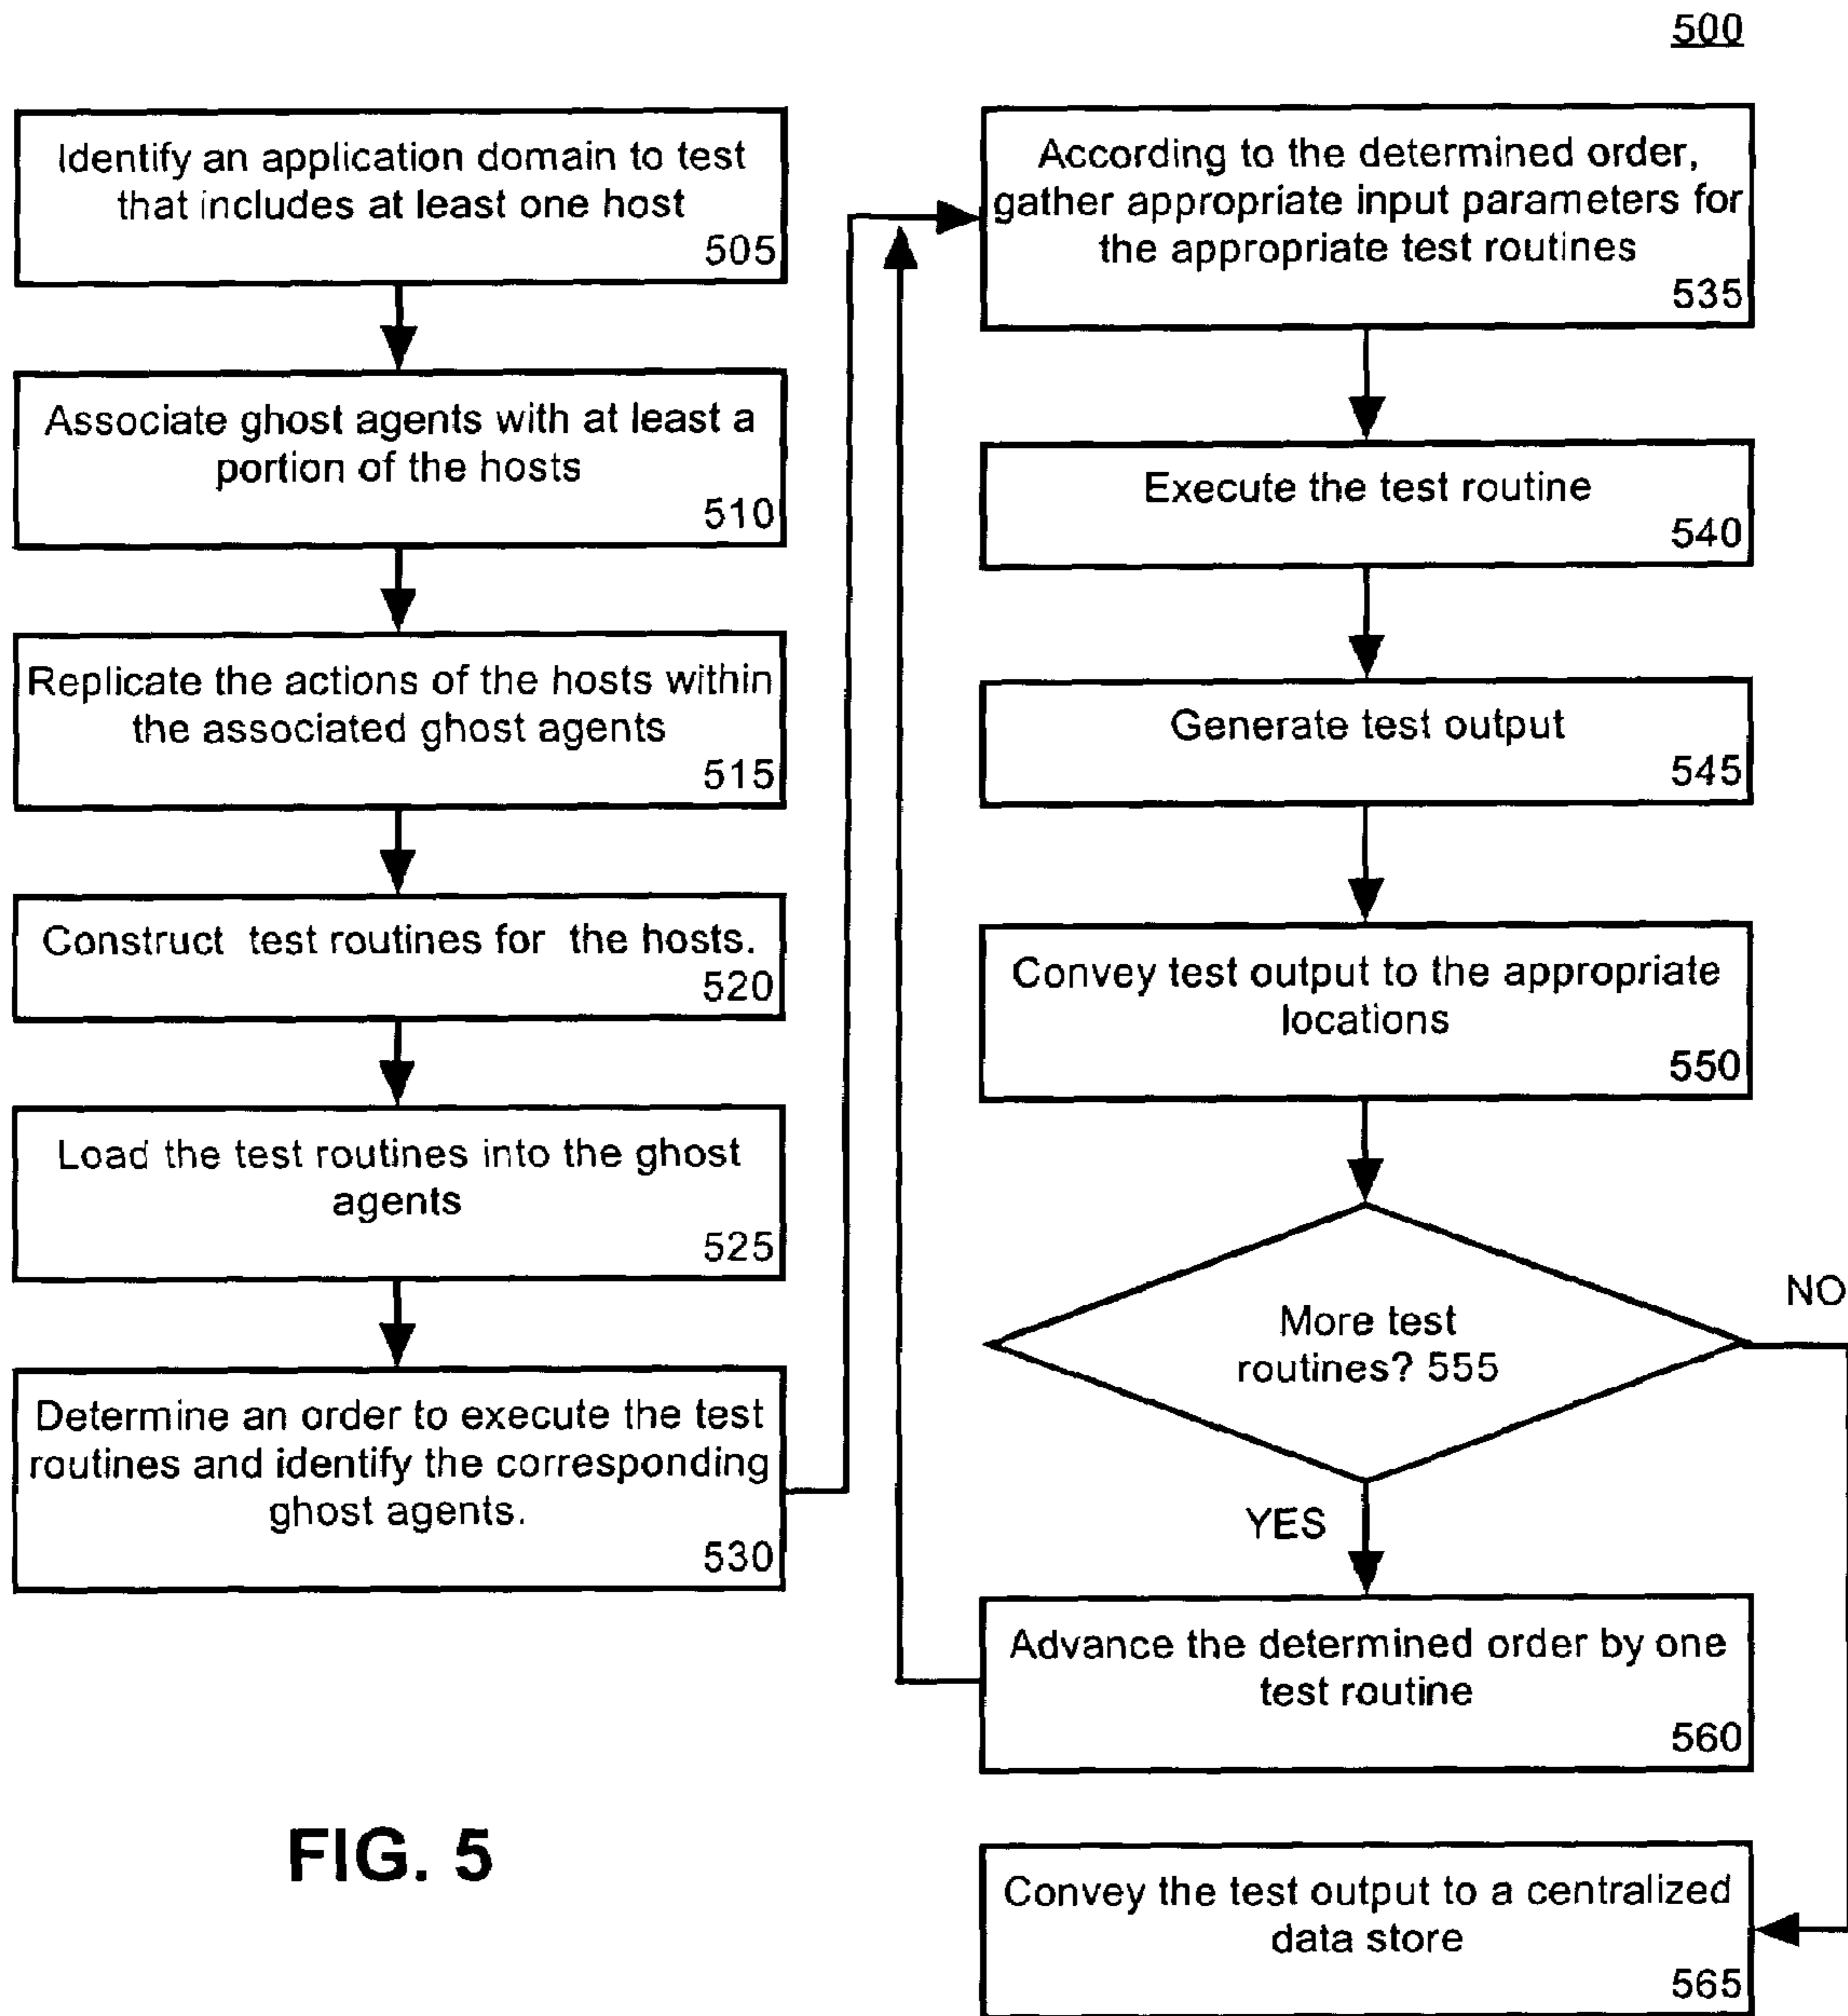 500
Identify an application domain to test
that includes at least one host
505
Associate ghost agents with at least a
portion of the hosts
510
Replicate the actions of the hosts within
the associated ghost agents
515
Construct test routines for the hosts.
520
Load the test routines into the ghost
agents
525
Determine an order to execute the test
routines and identify the corresponding
ghost agents.
530
According to the determined order,
gather appropriate input parameters for
the appropriate test routines
535
Execute the test routine
540
Generate test output
545
Convey test output to the appropriate
locations
550
More test
routines? 555
NO
YES
Advance the determined order by one
test routine
560
Convey the test output to a centralized
data store
565
FIG. 5